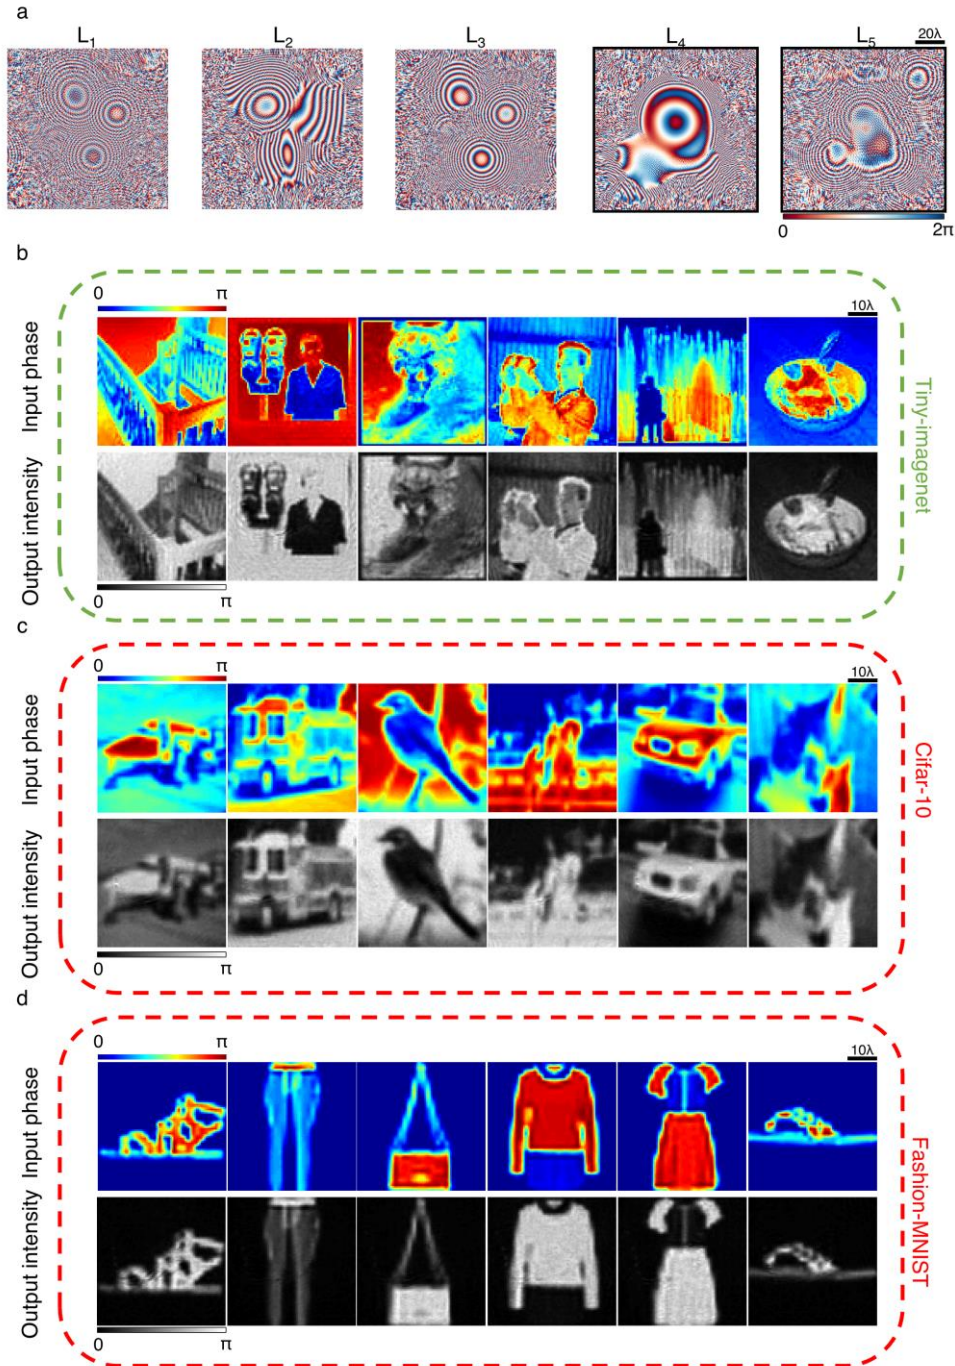 a
L1 L2 L3 L4 L5 20λ
0 2π
b
0 π 10λ
Input phase
Output intensity
Tiny-imagenet
0 π
c
0 π 10λ
Input phase
Output intensity
Cifar-10
0 π
d
0 π 10λ
Input phase
Output intensity
Fashion-MNIST
0 π